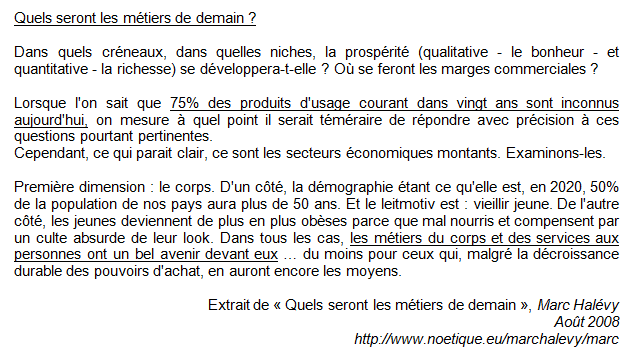 Quels seront les métiers de demain ?
Dans quels créneaux, dans quelles niches, la prospérité (qualitative - le bonheur - et
quantitative - la richesse) se développera-t-elle ? Où se feront les marges commerciales ?
Lorsque l'on sait que 75% des produits d'usage courant dans vingt ans sont inconnus
aujourd'hui, on mesure à quel point il serait téméraire de répondre avec précision à ces
questions pourtant pertinentes.
Cependant, ce qui parait clair, ce sont les secteurs économiques montants. Examinons-les.
Première dimension : le corps. D'un côté, la démographie étant ce qu'elle est, en 2020, 50%
de la population de nos pays aura plus de 50 ans. Et le leitmotiv est : vieillir jeune. De l'autre
côté, les jeunes deviennent de plus en plus obèses parce que mal nourris et compensent par
un culte absurde de leur look. Dans tous les cas, les métiers du corps et des services aux
personnes ont un bel avenir devant eux ... du moins pour ceux qui, malgré la décroissance
durable des pouvoirs d'achat, en auront encore les moyens.
Extrait de « Quels seront les métiers de demain », Marc Halévy
Août 2008
http://www.noetique.eu/marchalevy/marc